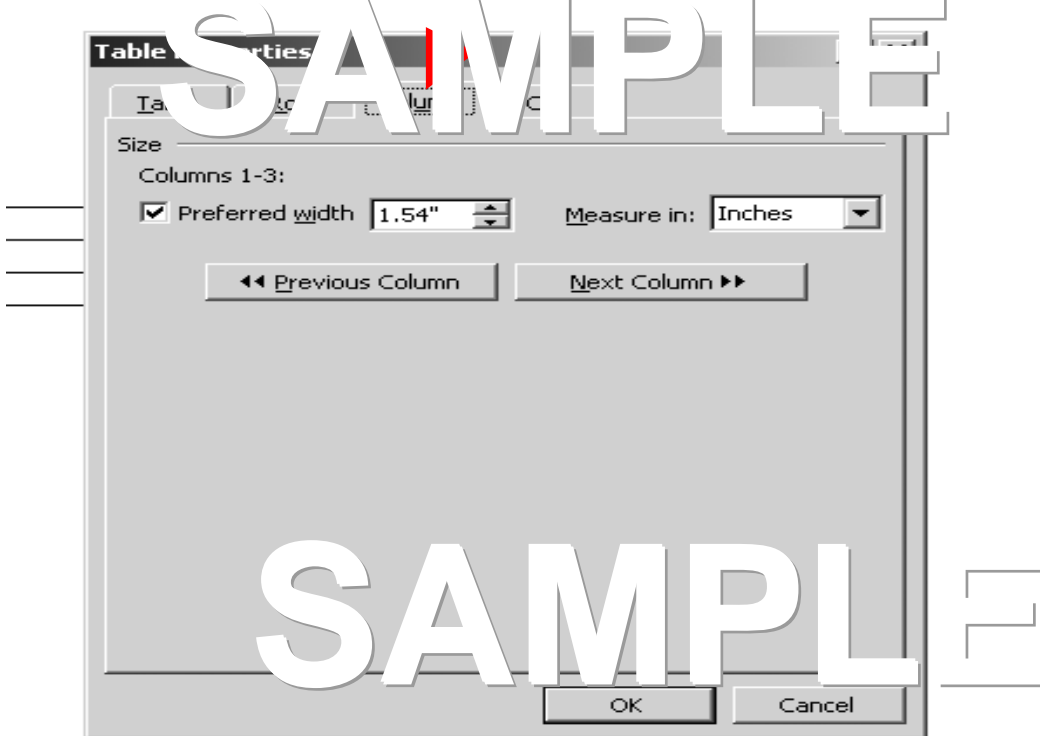 SAMPLE
Table
Size
Columns 1-3:
Preferred width 1.54" Measure in: Inches
Previous Column Next Column
SAMPLE
OK Cancel